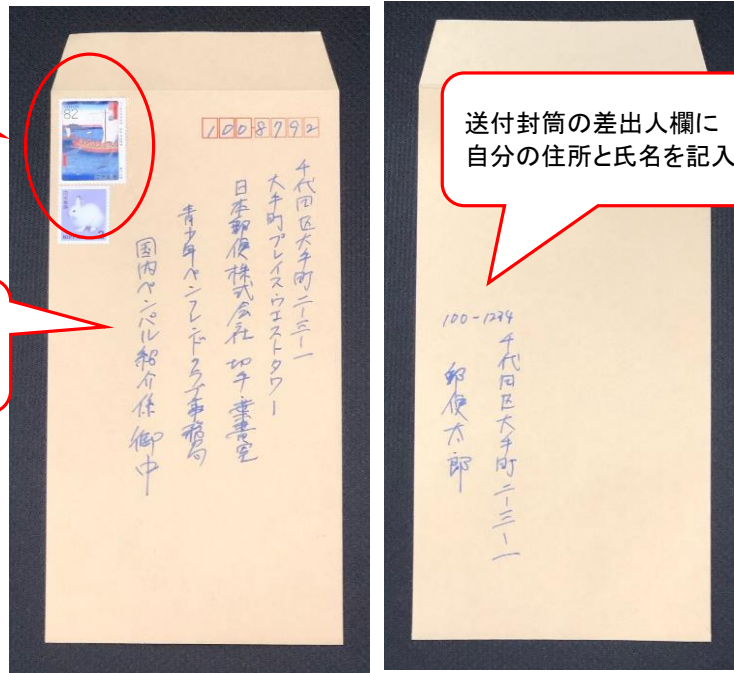 82
1008792
千代田区大手町二ー三ー一
大手町プレイスウエストタワー
日本郵便株式会社 切手・葉書室
青少年ペンフレンドクラブ事務局
国内ペンパル紹介係 御中
送付封筒の差出人欄に
自分の住所と氏名を記入
100-1234
千代田区大手町二ー三ー一
郵便太郎